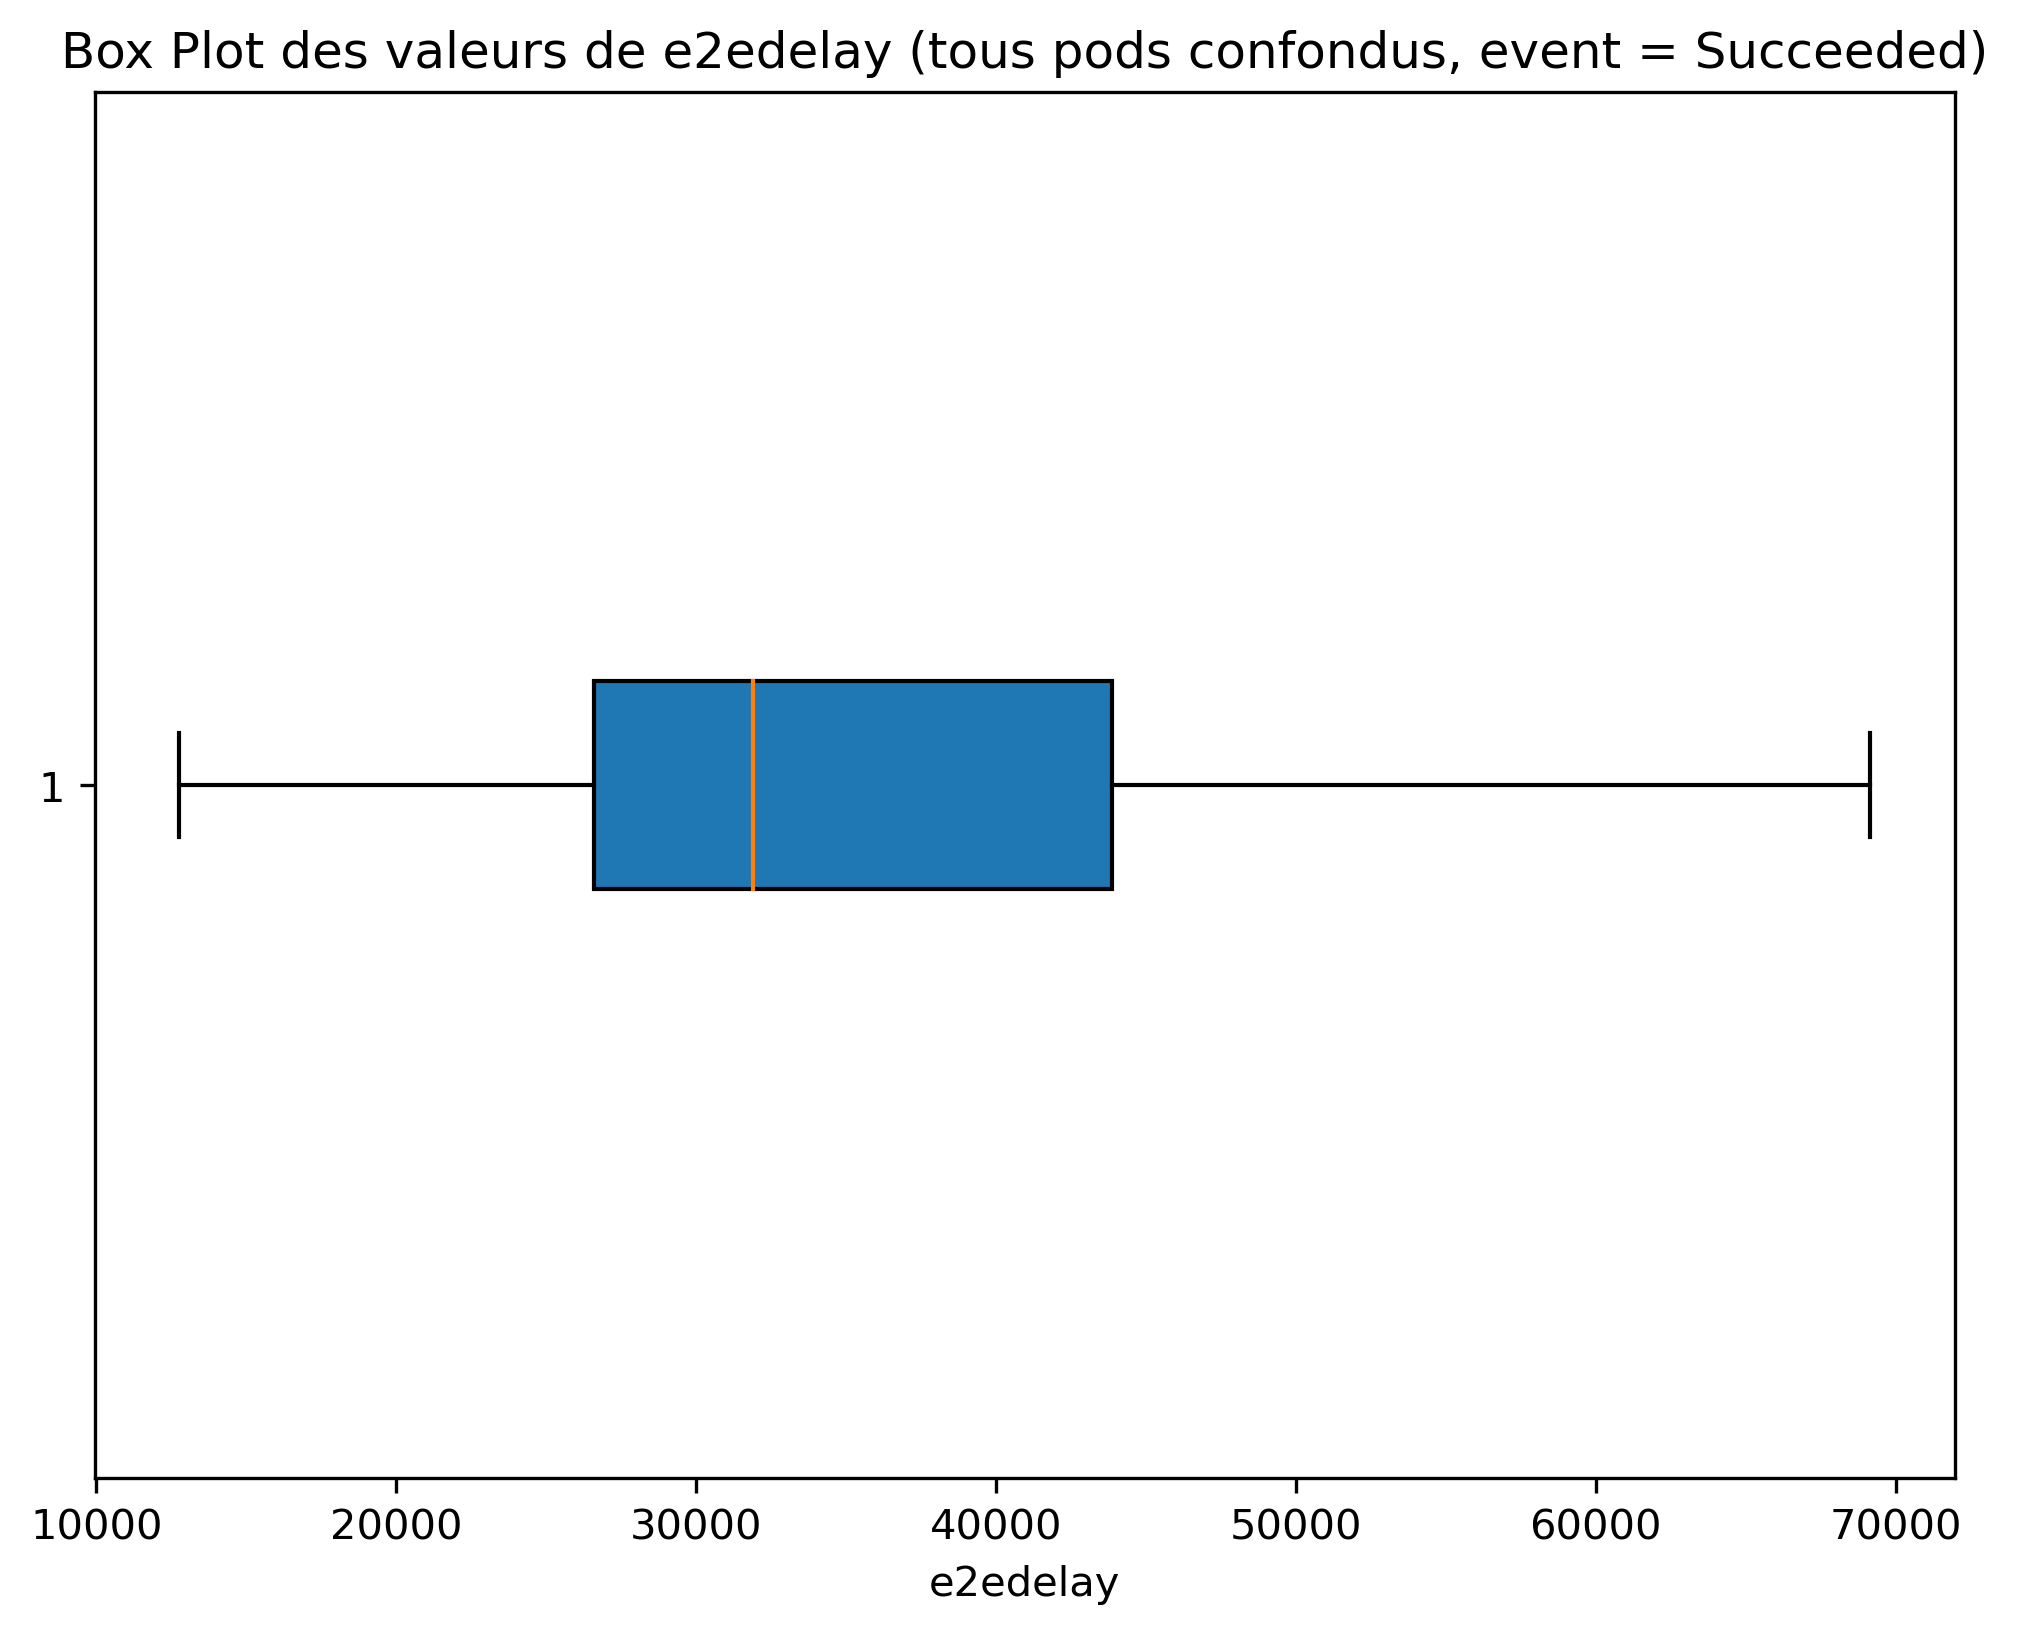 Box Plot des valeurs de e2edelay (tous pods confondus, event = Succeeded)
1
10000 20000 30000 40000 50000 60000 70000
e2edelay